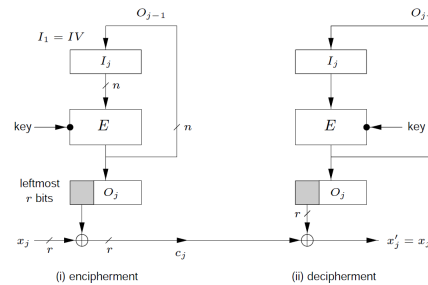 O_{j−1} O_{j-
I_1 = IV
I_j I_j
n
key E n E key
leftmost r bits O_j O_j
r
x_j r r c_j x'_j = x_j
(i) encipherment (ii) decipherment